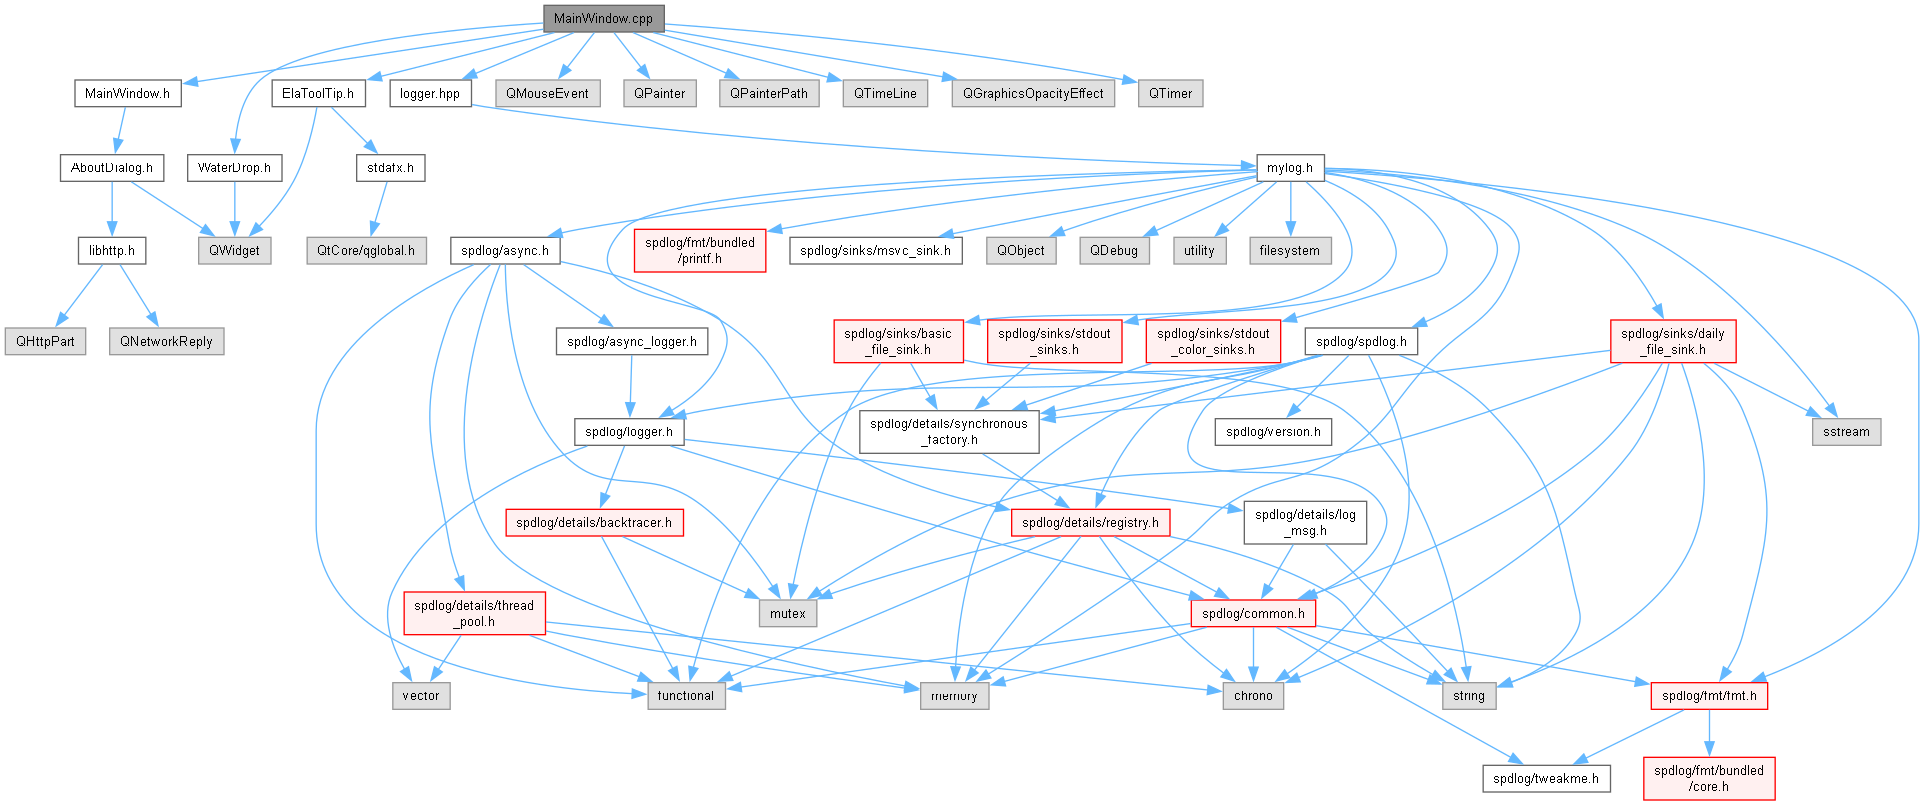 MainWindow.cpp
MainWindow.h
ElaToolTip.h
logger.hpp
QMouseEvent
QPainter
QPainterPath
QTimeLine
QGraphicsOpacityEffect
QTimer
AboutDialog.h
WaterDrop.h
stdafx.h
mylog.h
libhttp.h
QWidget
QtCore/qglobal.h
spdlog/async.h
spdlog/fmt/bundled
/printf.h
spdlog/sinks/msvc_sink.h
QObject
QDebug
utility
filesystem
QHttpPart
QNetworkReply
spdlog/async_logger.h
spdlog/sinks/basic
_file_sink.h
spdlog/sinks/stdout
_sinks.h
spdlog/sinks/stdout
_color_sinks.h
spdlog/spdlog.h
spdlog/sinks/daily
_file_sink.h
spdlog/logger.h
spdlog/details/synchronous
_factory.h
spdlog/version.h
sstream
spdlog/details/backtracer.h
spdlog/details/registry.h
spdlog/details/log
_msg.h
spdlog/details/thread
_pool.h
mutex
spdlog/common.h
vector
functional
memory
chrono
string
spdlog/fmt/fmt.h
spdlog/tweakme.h
spdlog/fmt/bundled
/core.h